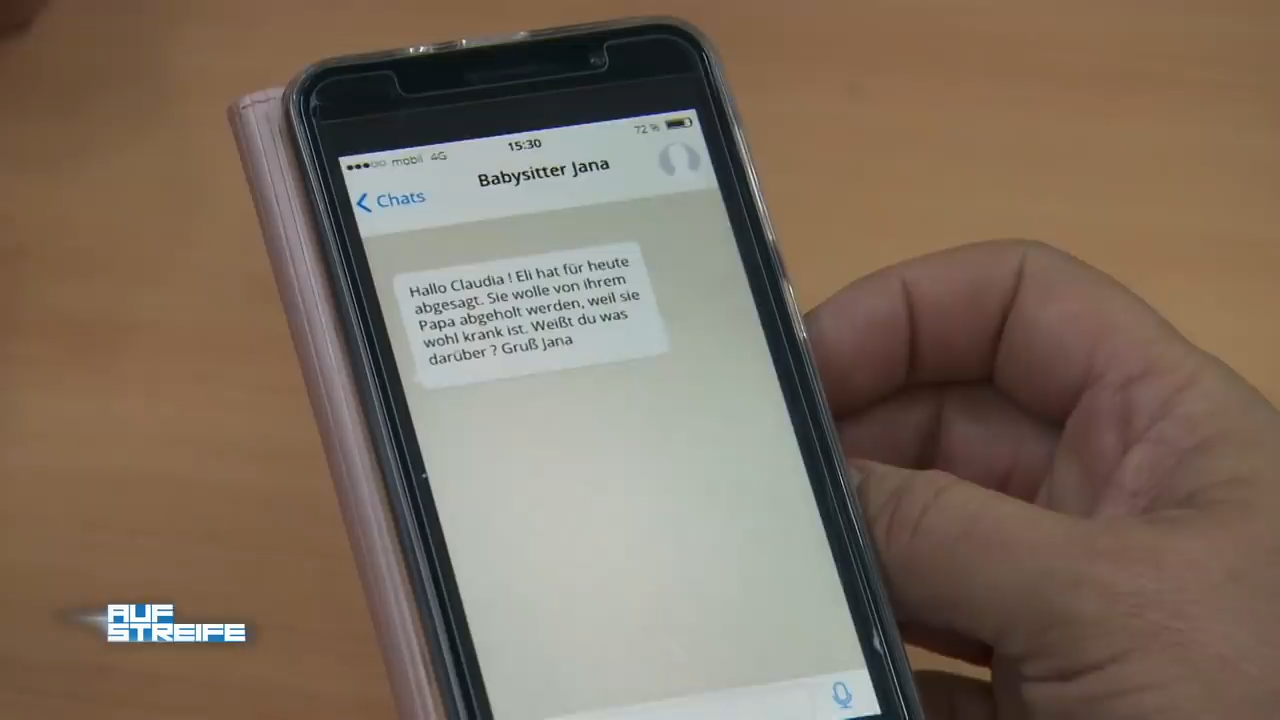 mobil 4G
15:30
72 %
Chats
Babysitter Jana
Hallo Claudia ! Eli hat für heute
abgesagt. Sie wolle von ihrem
Papa abgeholt werden, weil sie
wohl krank ist. Weißt du was
darüber ? Gruß Jana
AUF
STREIFE